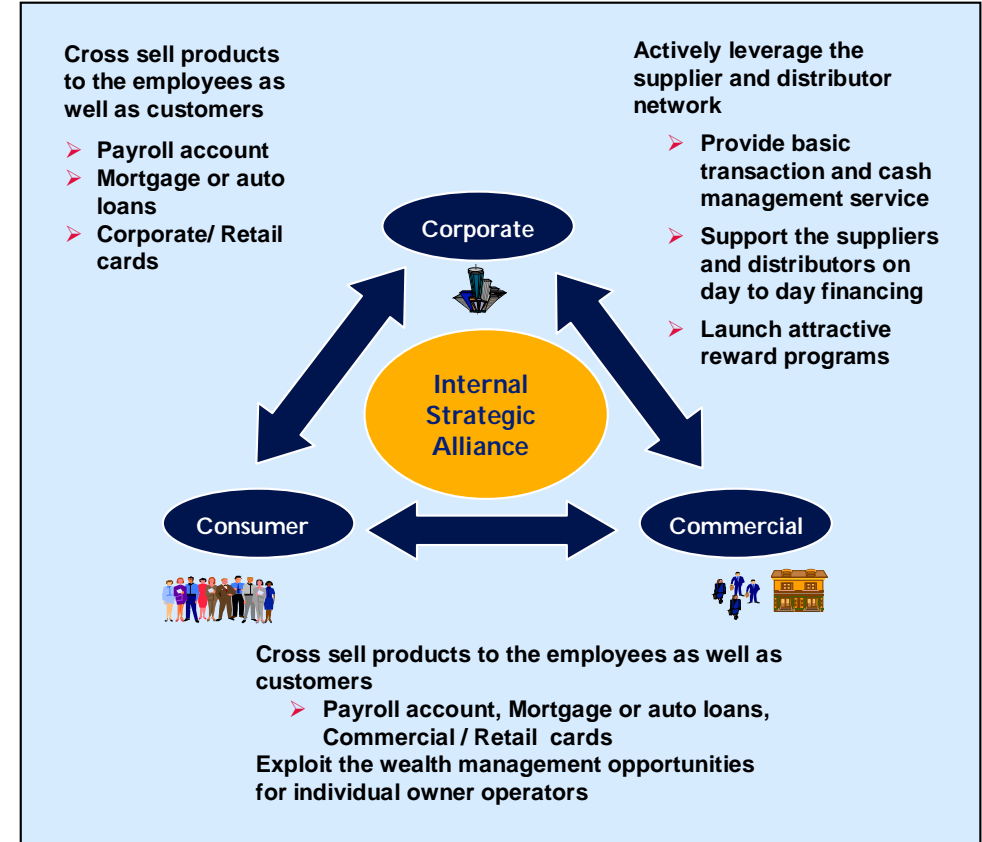 Cross sell products
to the employees as
well as customers
➢ Payroll account
➢ Mortgage or auto
loans
➢ Corporate/ Retail
cards
Actively leverage the
supplier and distributor
network
➢ Provide basic
transaction and cash
management service
➢ Support the suppliers
and distributors on
day to day financing
➢ Launch attractive
reward programs
Corporate
Internal
Strategic
Alliance
Consumer
Commercial
Cross sell products to the employees as well as
customers
➢ Payroll account, Mortgage or auto loans,
Commercial / Retail cards
Exploit the wealth management opportunities
for individual owner operators